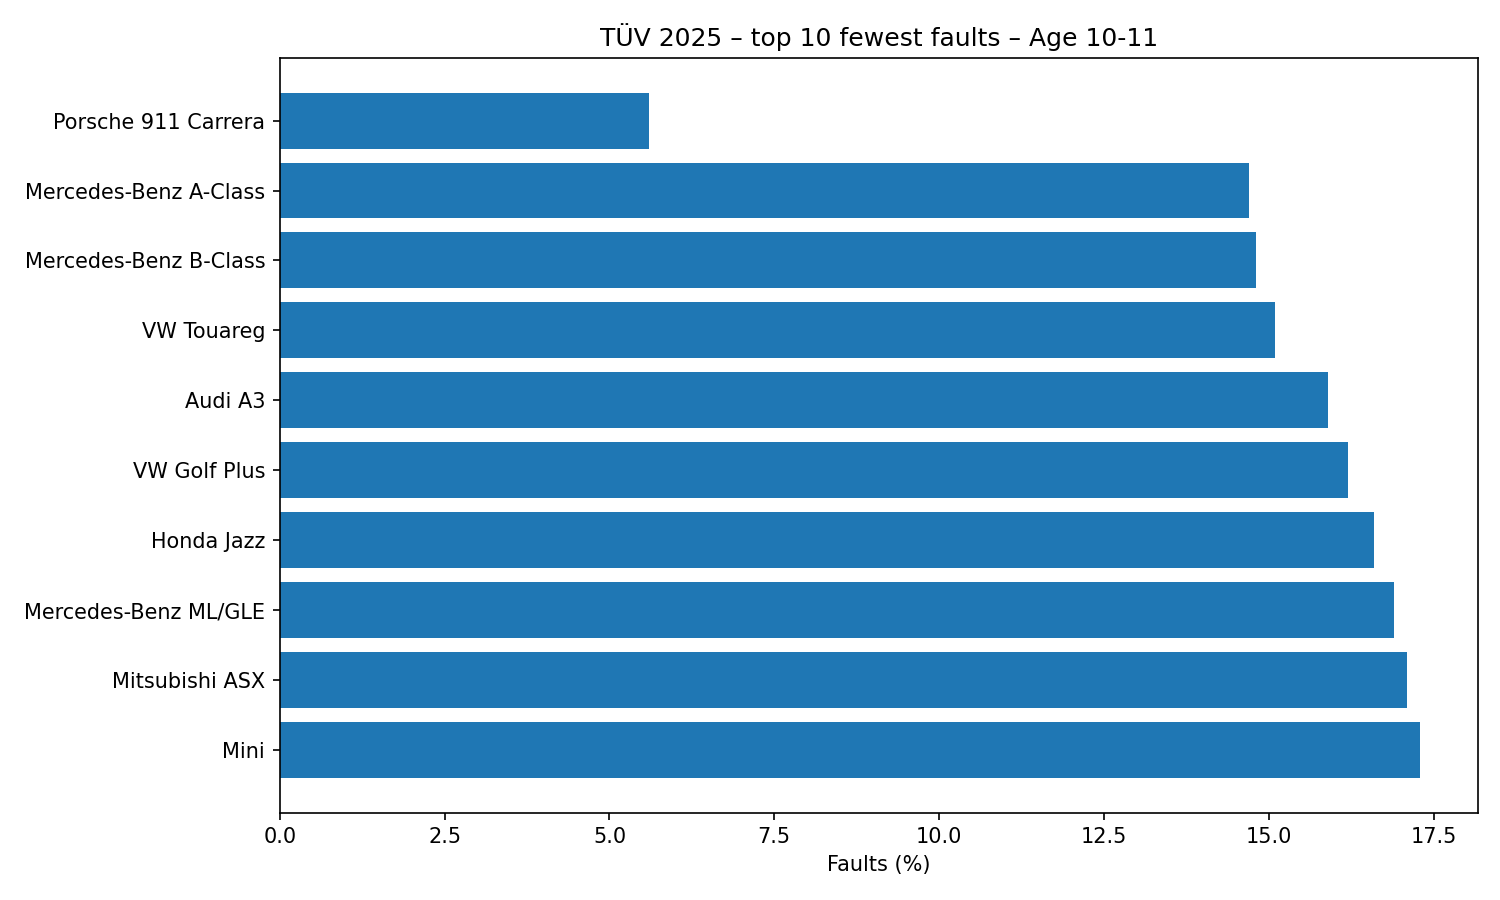 TÜV 2025 – top 10 fewest faults – Age 10-11
Porsche 911 Carrera
Mercedes-Benz A-Class
Mercedes-Benz B-Class
VW Touareg
Audi A3
VW Golf Plus
Honda Jazz
Mercedes-Benz ML/GLE
Mitsubishi ASX
Mini
0.0 2.5 5.0 7.5 10.0 12.5 15.0 17.5
Faults (%)